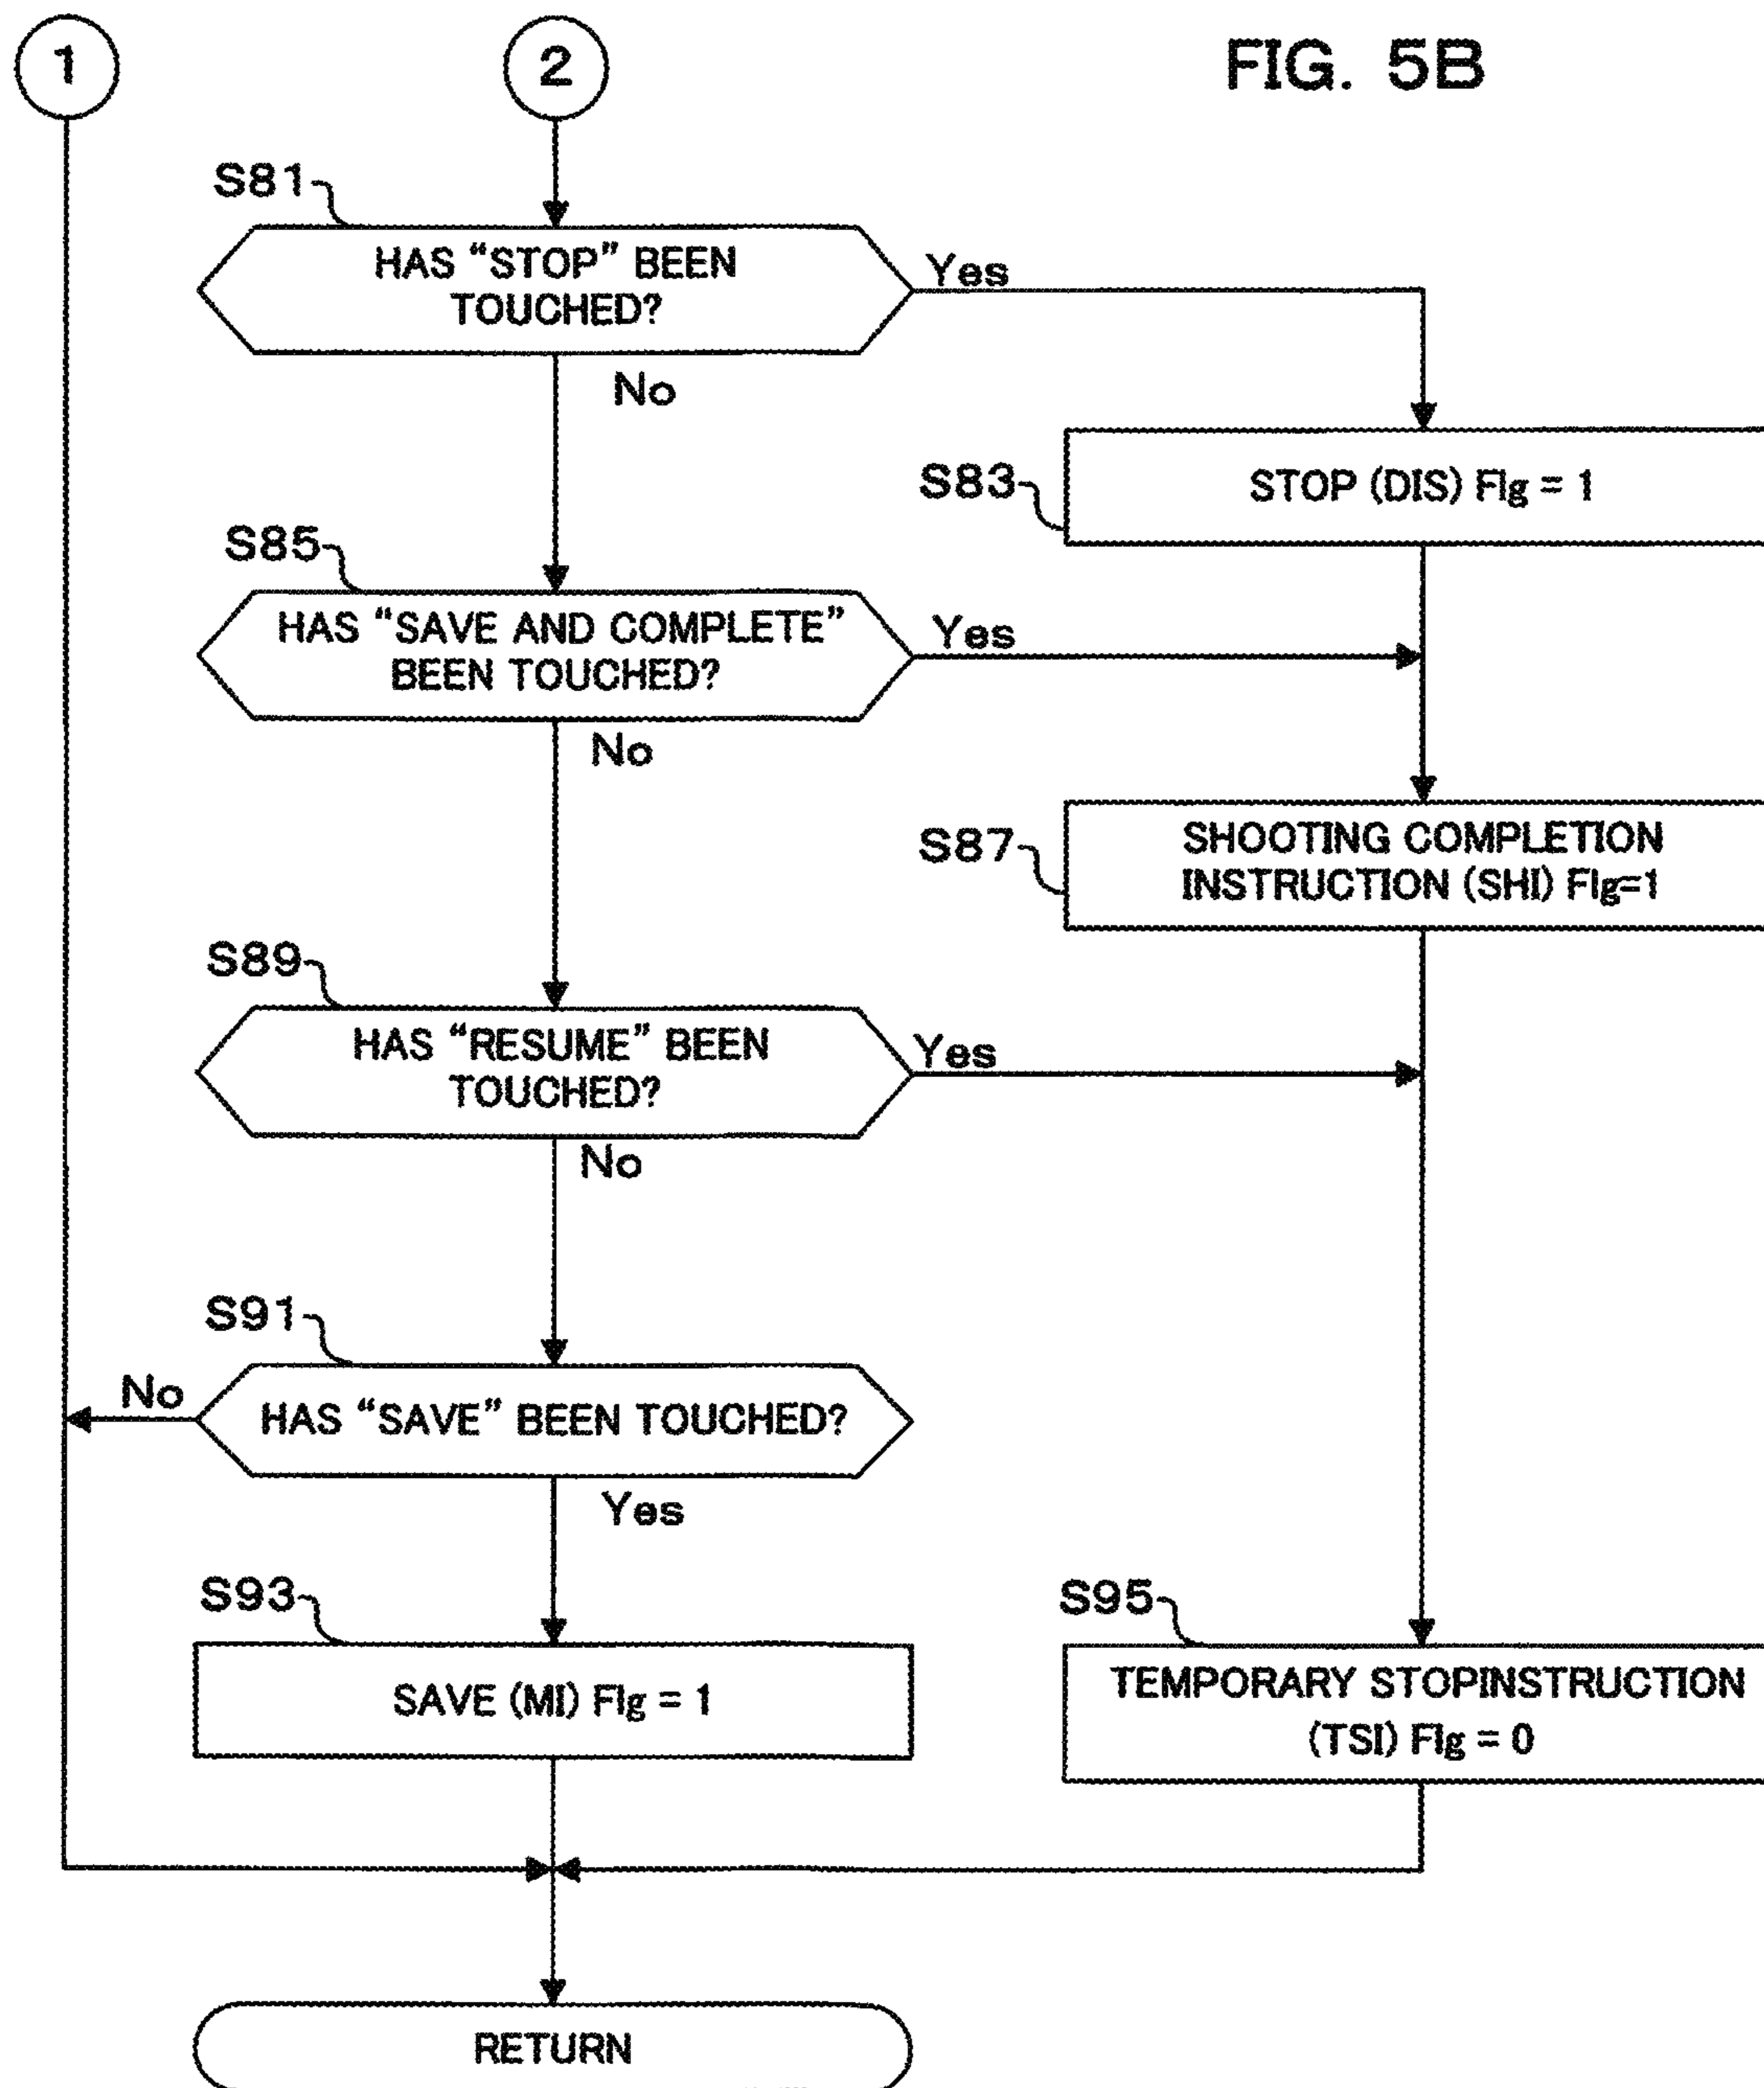 1
2
FIG. 5B
S81
HAS “STOP” BEEN
TOUCHED?
Yes
No
S83
STOP (DIS) Flg = 1
S85
HAS “SAVE AND COMPLETE”
BEEN TOUCHED?
Yes
No
S87
SHOOTING COMPLETION
INSTRUCTION (SHI) Flg=1
S89
HAS “RESUME” BEEN
TOUCHED?
Yes
No
S91
No
HAS “SAVE” BEEN TOUCHED?
Yes
S93
SAVE (MI) Flg = 1
S95
TEMPORARY STOPINSTRUCTION
(TSI) Flg = 0
RETURN